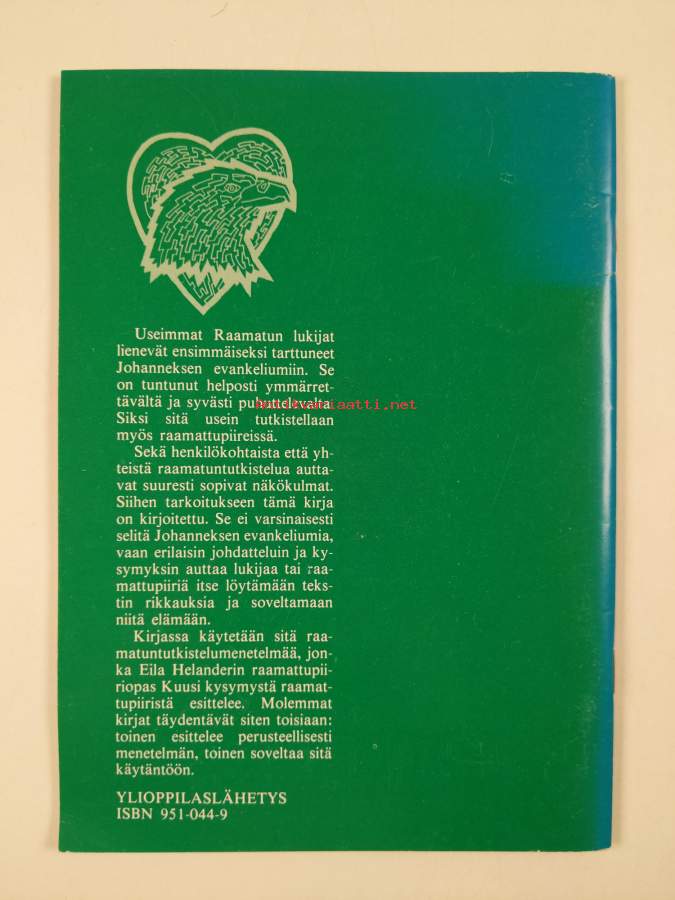 Useimmat Raamatun lukijat
lienevät ensimmäiseksi tarttuneet
Johanneksen evankeliumiin. Se
on tuntunut helposti ymmärret-
tävältä ja syvästi puhuttelevalta.
antikvariaatti.net
Siksi sitä usein tutkistellaan
myös raamattupiireissä.
Sekä henkilökohtaista että yh-
teistä raamatuntutkistelua autta-
vat suuresti sopivat näkökulmat.
Siihen tarkoitukseen tämä kirja
on kirjoitettu. Se ei varsinaisesti
selitä Johanneksen evankeliumia,
vaan erilaisin johdatteluin ja ky-
symyksin auttaa lukijaa tai raa-
mattupiiriä itse löytämään teks-
tin rikkauksia ja soveltamaan
niitä elämään.
Kirjassa käytetään sitä raa-
matuntutkistelumenetelmää, jon-
ka Eila Helanderin raamattupii-
riopas Kuusi kysymystä raamat-
tupiiristä esittelee. Molemmat
kirjat täydentävät siten toisiaan:
toinen esittelee perusteellisesti
menetelmän, toinen soveltaa sitä
käytäntöön.
YLIOPPILASLÄHETYS
ISBN 951-044-9